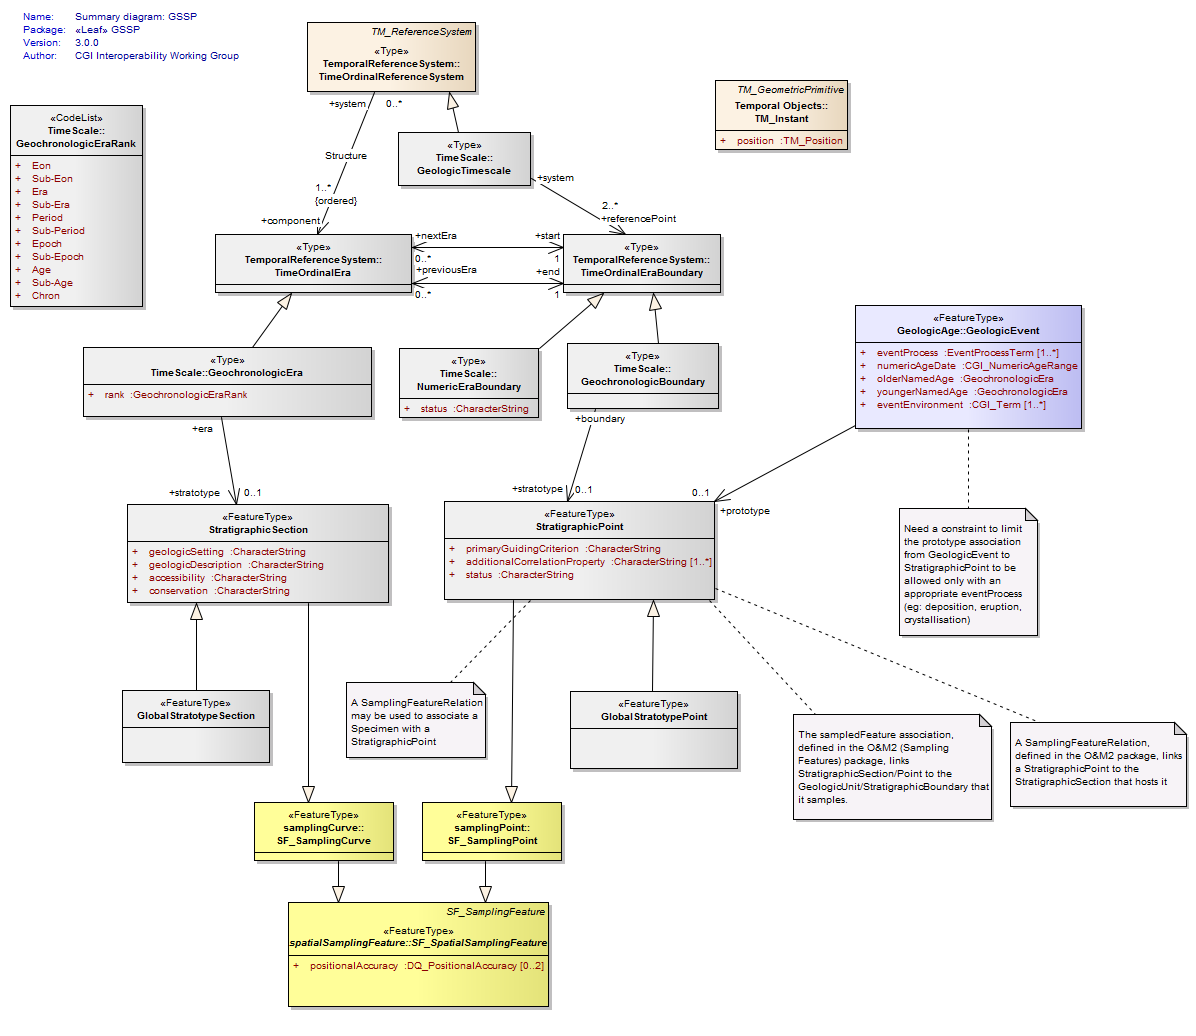 Name: Summary diagram: GSSP
Package: «Leaf» GSSP
Version: 3.0.0
Author: CGI Interoperability Working Group
TM_ReferenceSystem
«Type»
TemporalReferenceSystem::
TimeOrdinalReferenceSystem
TM_GeometricPrimitive
Temporal Objects::
TM_Instant
+ position :TM_Position
«CodeList»
TimeScale::
GeochronologicEraRank
+ Eon
+ Sub-Eon
+ Era
+ Sub-Era
+ Period
+ Sub-Period
+ Epoch
+ Sub-Epoch
+ Age
+ Sub-Age
+ Chron
+system 0..*
Structure
1..*
{ordered}
+component
«Type»
TimeScale::
GeologicTimescale
+system
2..*
+referencePoint
«Type»
TemporalReferenceSystem::
TimeOrdinalEra
+nextEra +start
0..* 1
+previousEra +end
0..* 1
«Type»
TemporalReferenceSystem::
TimeOrdinalEraBoundary
«Type»
TimeScale::GeochronologicEra
+ rank :GeochronologicEraRank
«Type»
TimeScale::
NumericEraBoundary
+ status :CharacterString
«Type»
TimeScale::
GeochronologicBoundary
«FeatureType»
GeologicAge::GeologicEvent
+ eventProcess :EventProcessTerm [1..*]
+ numericAgeDate :CGI_NumericAgeRange
+ olderNamedAge :GeochronologicEra
+ youngerNamedAge :GeochronologicEra
+ eventEnvironment :CGI_Term [1..*]
+era
+stratotype 0..1
+boundary
+stratotype 0..1
0..1
+prototype
«FeatureType»
StratigraphicSection
+ geologicSetting :CharacterString
+ geologicDescription :CharacterString
+ accessibility :CharacterString
+ conservation :CharacterString
«FeatureType»
StratigraphicPoint
+ primaryGuidingCriterion :CharacterString
+ additionalCorrelationProperty :CharacterString [1..*]
+ status :CharacterString
Need a constraint to limit
the prototype association
from GeologicEvent to
StratigraphicPoint to be
allowed only with an
appropriate eventProcess
(eg: deposition, eruption,
crystallisation)
«FeatureType»
GlobalStratotypeSection
A SamplingFeatureRelation
may be used to associate a
Specimen with a
StratigraphicPoint
«FeatureType»
GlobalStratotypePoint
The sampledFeature association,
defined in the O&M2 (Sampling
Features) package, links
StratigraphicSection/Point to the
GeologicUnit/StratigraphicBoundary that
it samples.
A SamplingFeatureRelation,
defined in the O&M2 package, links
a StratigraphicPoint to the
StratigraphicSection that hosts it
«FeatureType»
samplingCurve::
SF_SamplingCurve
«FeatureType»
samplingPoint::
SF_SamplingPoint
SF_SamplingFeature
«FeatureType»
spatialSamplingFeature::SF_SpatialSamplingFeature
+ positionalAccuracy :DQ_PositionalAccuracy [0..2]